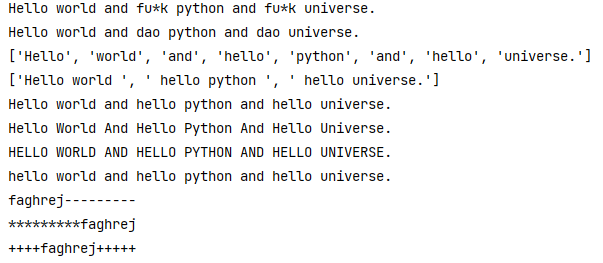 Hello world and fu*k python and fu*k universe.
Hello world and dao python and dao universe.
['Hello', 'world', 'and', 'hello', 'python', 'and', 'hello', 'universe.']
['Hello world ', ' hello python ', ' hello universe.']
Hello world and hello python and hello universe.
Hello World And Hello Python And Hello Universe.
HELLO WORLD AND HELLO PYTHON AND HELLO UNIVERSE.
hello world and hello python and hello universe.
faghrej---------
*********faghrej
++++faghrej+++++